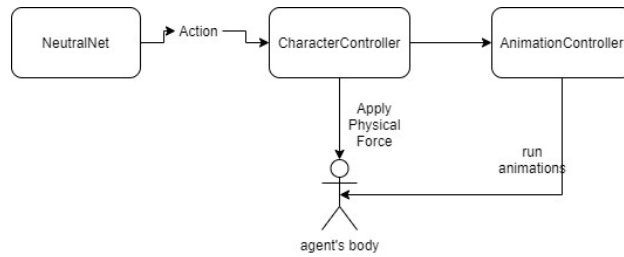 NeutralNet
Action
CharacterController
AnimationController
Apply
Physical
Force
run
animations
agent's body